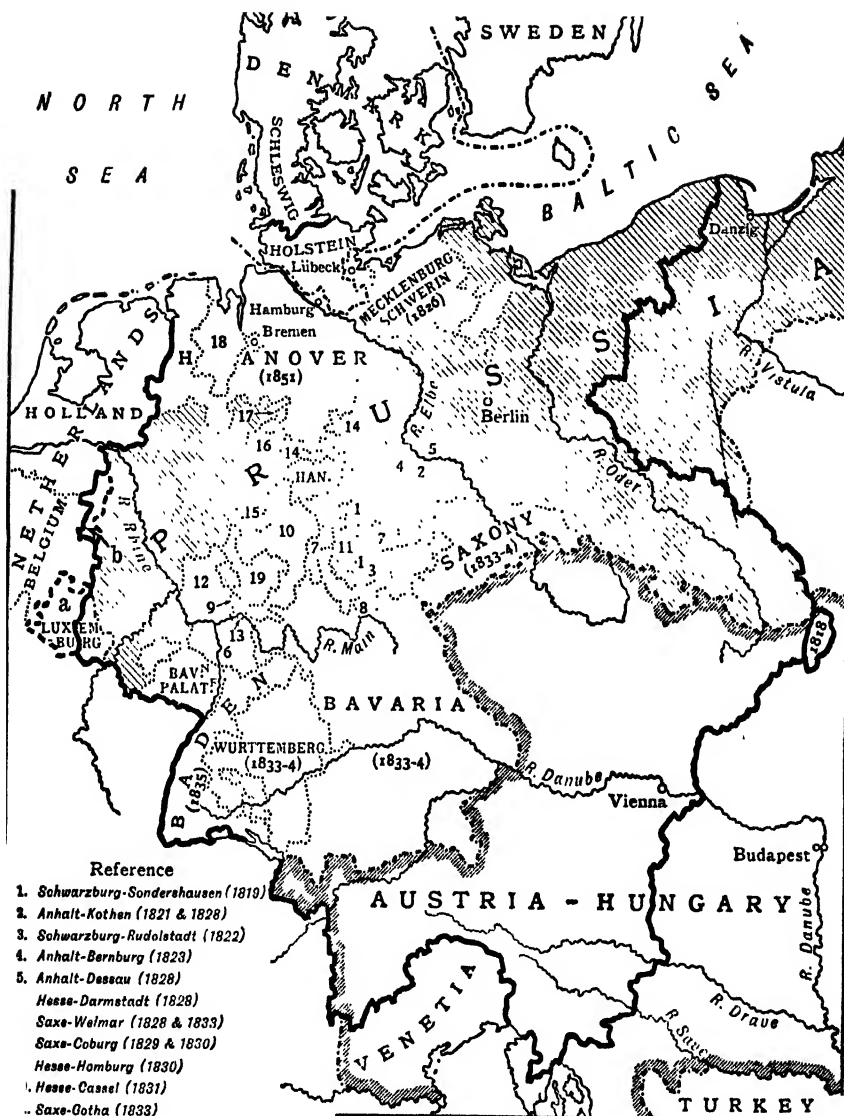 SWEDEN
DENMARK
NORTH
SEA
BALTIC SEA
SCHLESWIG
HOLSTEIN
Lübeck
2
MECKLENBURG
SCHWERIN
(1826)
Danzig
Hamburg
Bremen
18
HANOVER
(1851)
PRUSSIA
R. Vistula
R. Elbe
Berlin
NETHERLANDS
HOLLAND
17
14
16
14
5
4
2
HAN.
R. Oder
BELGIUM
R. Rhine
b
15
10
1
7
11
7
SAXONY
(1833-4)
a
LUXEMBURG
12
19
1
3
9
8
1818
13
6
R. Main
BAVN
PALATE
BADEN
(1835)
BAVARIA
WURTTEMBERG
(1833-4)
(1833-4)
R. Danube
Vienna
Budapest
AUSTRIA-HUNGARY
R. Danube
R. Drave
R. Save
VENETIA
TURKEY
Reference
1. Schwarzburg-Sondershausen (1819)
2. Anhalt-Kothen (1821 & 1828)
3. Schwarzburg-Rudolstadt (1822)
4. Anhalt-Bernburg (1823)
5. Anhalt-Dessau (1828)
Hesse-Darmstadt (1828)
Saxe-Weimar (1828 & 1833)
Saxe-Coburg (1829 & 1830)
Hesse-Homburg (1830)
Hesse-Cassel (1831)
Saxe-Gotha (1833)